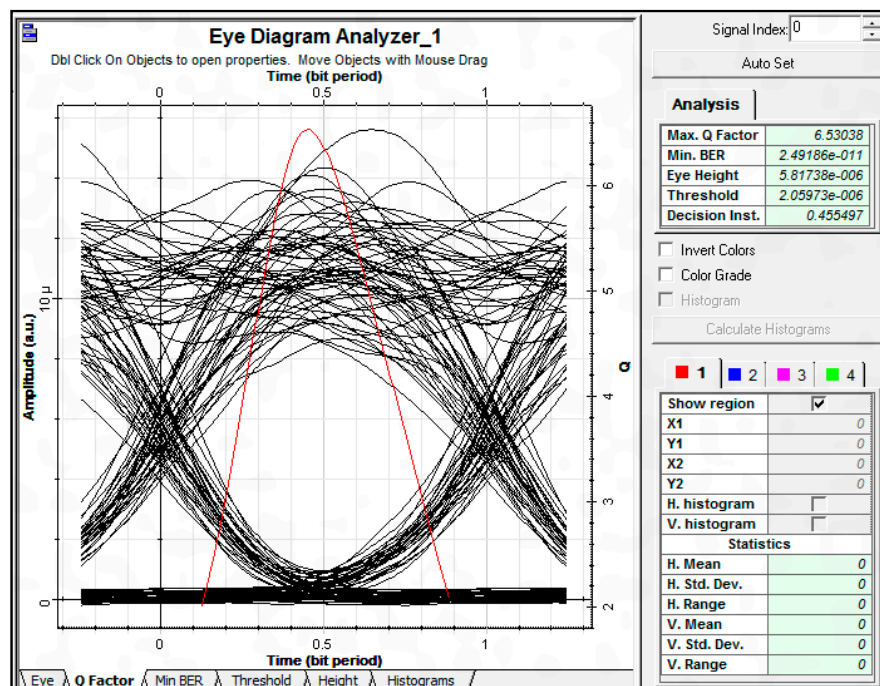 Eye Diagram Analyzer_1
Dbl Click On Objects to open properties. Move Objects with Mouse Drag
Time (bit period)
0 0.5 1
Amplitude (a.u.)
10 µ
0
Q
6
5
4
3
2
0 0.5 1
Time (bit period)
Eye Q Factor Min BER Threshold Height Histograms
Signal Index: 0
Auto Set
Analysis
Max. Q Factor 6.53038
Min. BER 2.49186e-011
Eye Height 5.81738e-006
Threshold 2.05973e-006
Decision Inst. 0.455497
Invert Colors
Color Grade
Histogram
Calculate Histograms
1 2 3 4
Show region
X1 0
Y1 0
X2 0
Y2 0
H. histogram
V. histogram
Statistics
H. Mean 0
H. Std. Dev. 0
H. Range 0
V. Mean 0
V. Std. Dev. 0
V. Range 0